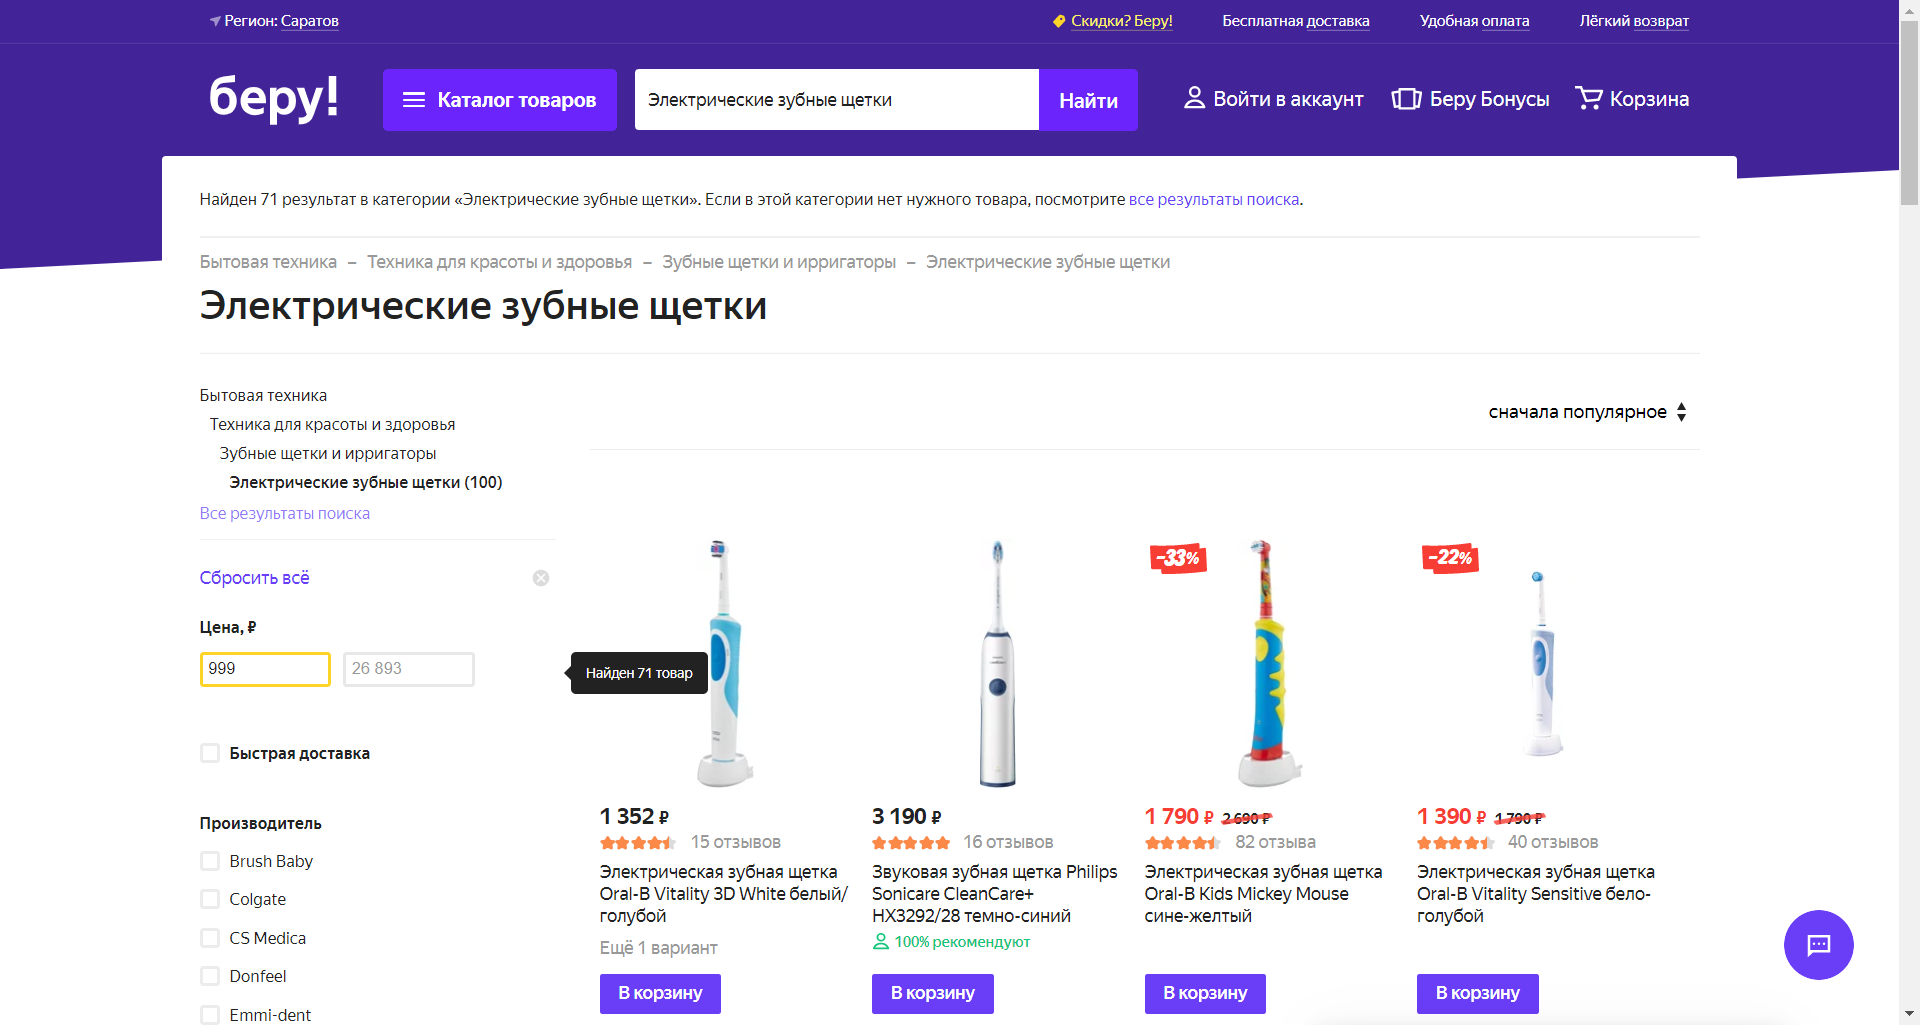 Регион: Саратов
Скидки? Беру!
Бесплатная доставка
Удобная оплата
Лёгкий возврат
беру!
Каталог товаров
Электрические зубные щетки
Найти
Войти в аккаунт
Беру Бонусы
Корзина
Найден 71 результат в категории «Электрические зубные щетки». Если в этой категории нет нужного товара, посмотрите все результаты поиска.
Бытовая техника – Техника для красоты и здоровья – Зубные щетки и ирригаторы – Электрические зубные щетки
Электрические зубные щетки
Бытовая техника
Техника для красоты и здоровья
Зубные щетки и ирригаторы
Электрические зубные щетки (100)
Все результаты поиска
сначала популярное
Сбросить всё
Цена, ₽
999
26 893
Найден 71 товар
Быстрая доставка
Производитель
Brush Baby
Colgate
CS Medica
Donfeel
Emmi-dent
1 352 ₽
15 отзывов
Электрическая зубная щетка
Oral-B Vitality 3D White белый/
голубой
Ещё 1 вариант
В корзину
3 190 ₽
16 отзывов
Звуковая зубная щетка Philips
Sonicare CleanCare+
HX3292/28 темно-синий
100% рекомендуют
В корзину
-33%
1 790 ₽ 2 690 ₽
82 отзыва
Электрическая зубная щетка
Oral-B Kids Mickey Mouse
сине-желтый
В корзину
-22%
1 390 ₽ 1 790 ₽
40 отзывов
Электрическая зубная щетка
Oral-B Vitality Sensitive бело-
голубой
В корзину